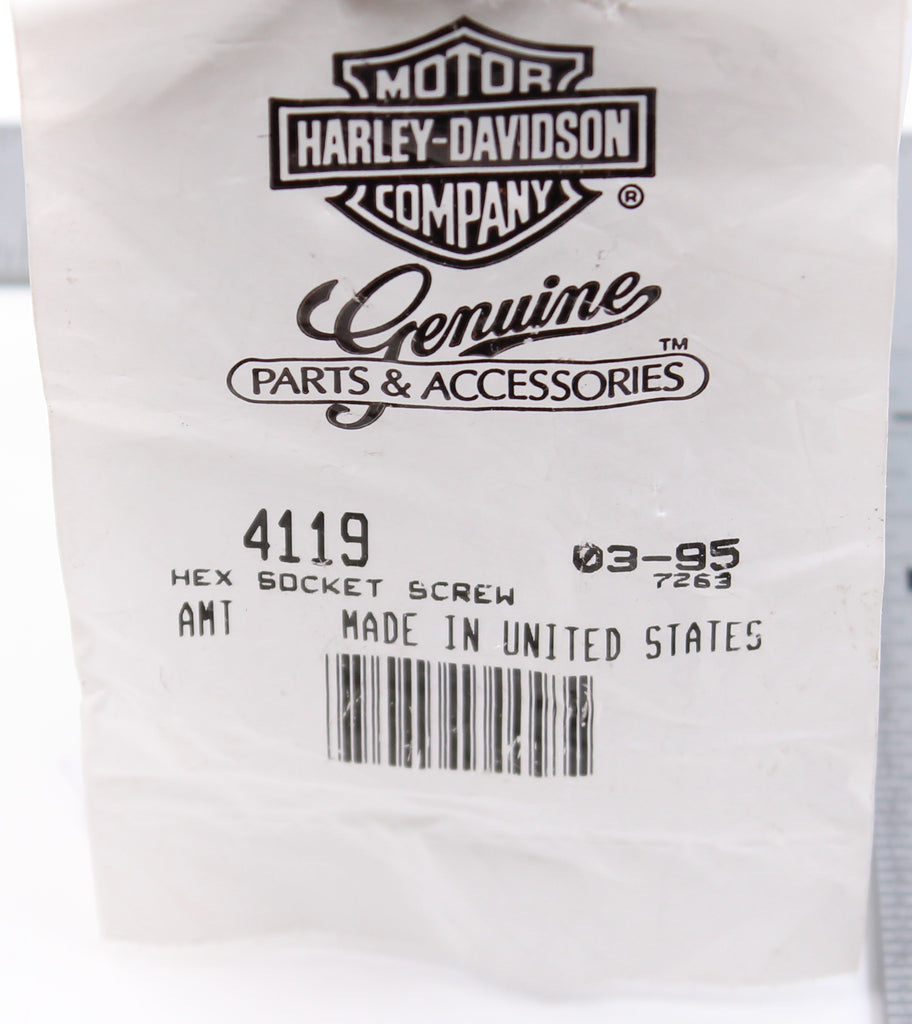 MOTOR
HARLEY-DAVIDSON
COMPANY ®
Genuine
PARTS & ACCESSORIES ™
4119 03-95
HEX SOCKET SCREW 7263
AMT MADE IN UNITED STATES